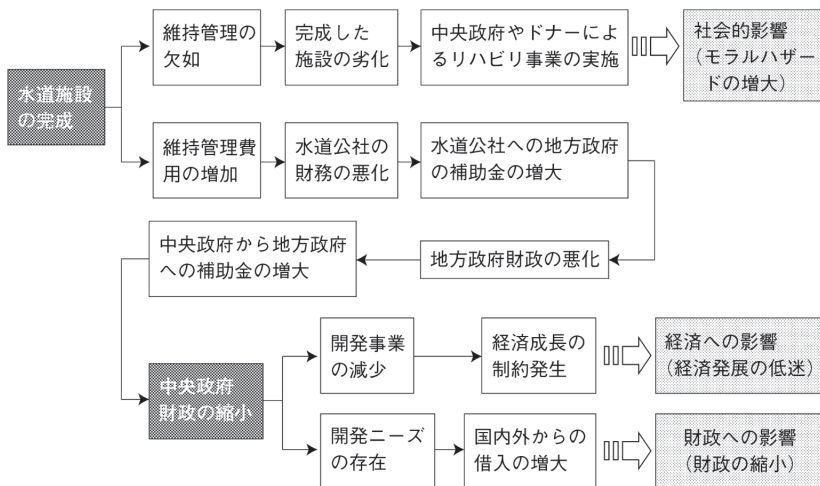 維持管理の
欠如
完成した
施設の劣化
中央政府やドナーによ
るリハビリ事業の実施
社会的影響
（モラルハザー
ドの増大）
水道施設
の完成
維持管理費
用の増加
水道公社の
財務の悪化
水道公社への地方政府
の補助金の増大
中央政府から地方政府
への補助金の増大
地方政府財政の悪化
中央政府
財政の縮小
開発事業
の減少
経済成長の
制約発生
経済への影響
（経済発展の低迷）
開発ニーズ
の存在
国内外からの
借入の増大
財政への影響
（財政の縮小）